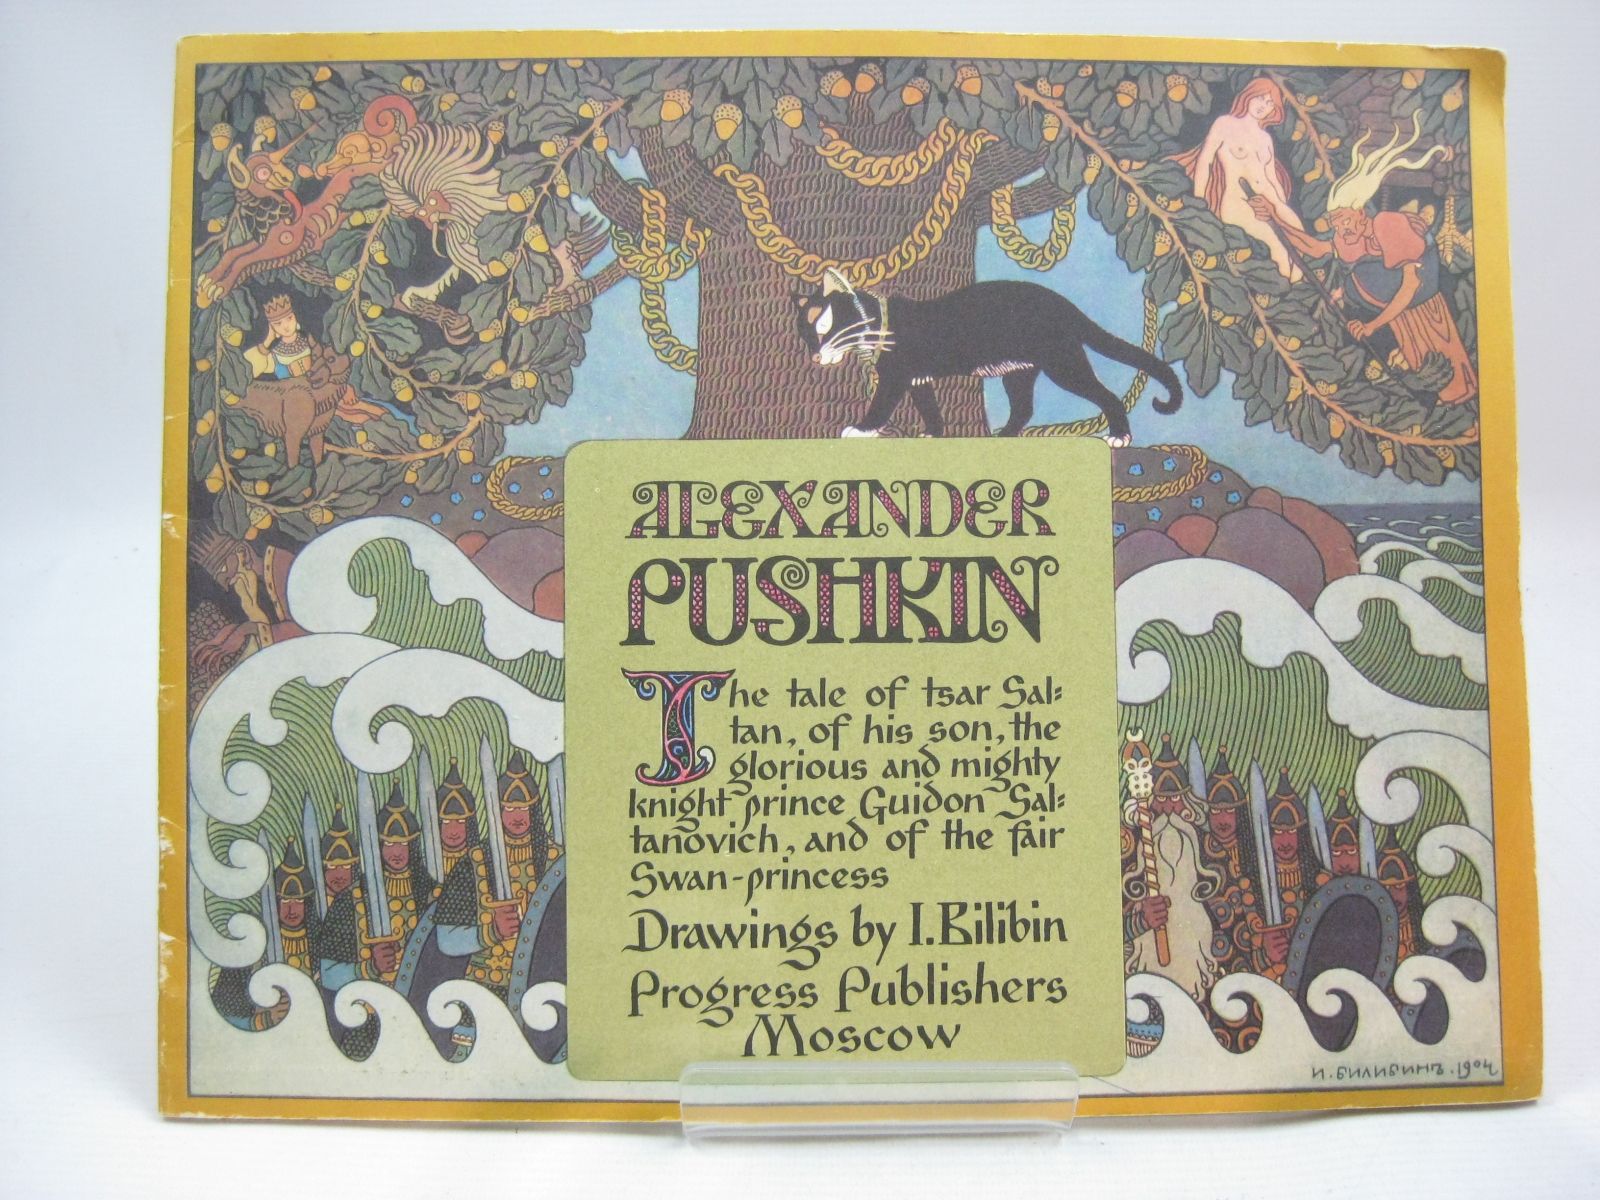 ALEXANDER
PUSHKIN
The tale of tsar Sal=
tan, of his son, the
glorious and mighty
knight prince Guidon Sal=
tanovich, and of the fair
Swan-princess
Drawings by I. Bilibin
Progress Publishers
Moscow
И. БИЛИБИНЪ. 1904